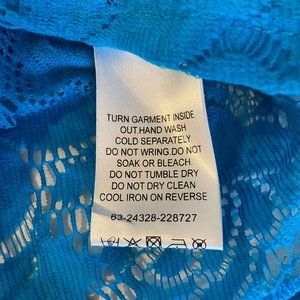 TURN GARMENT INSIDE
OUT.HAND WASH
COLD SEPARATELY
DO NOT WRING.DO NOT
SOAK OR BLEACH.
DO NOT TUMBLE DRY
DO NOT DRY CLEAN
COOL IRON ON REVERSE
63-24328-228727